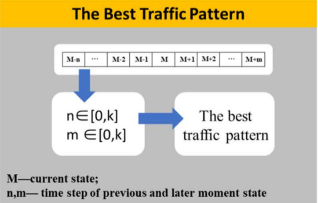 The Best Traffic Pattern
M-n ··· M-2 M-1 M M+1 M+2 ··· M+m
n∈[0,k]
m ∈[0,k]
The best
traffic pattern
M—current state;
n,m— time step of previous and later moment state